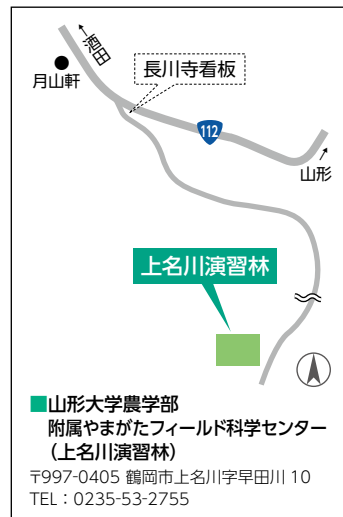 ←酒田
月山軒
長川寺看板
112
山形
→
上名川演習林
■山形大学農学部
附属やまがたフィールド科学センター
（上名川演習林）
〒997-0405 鶴岡市上名川字早田川 10
TEL：0235-53-2755